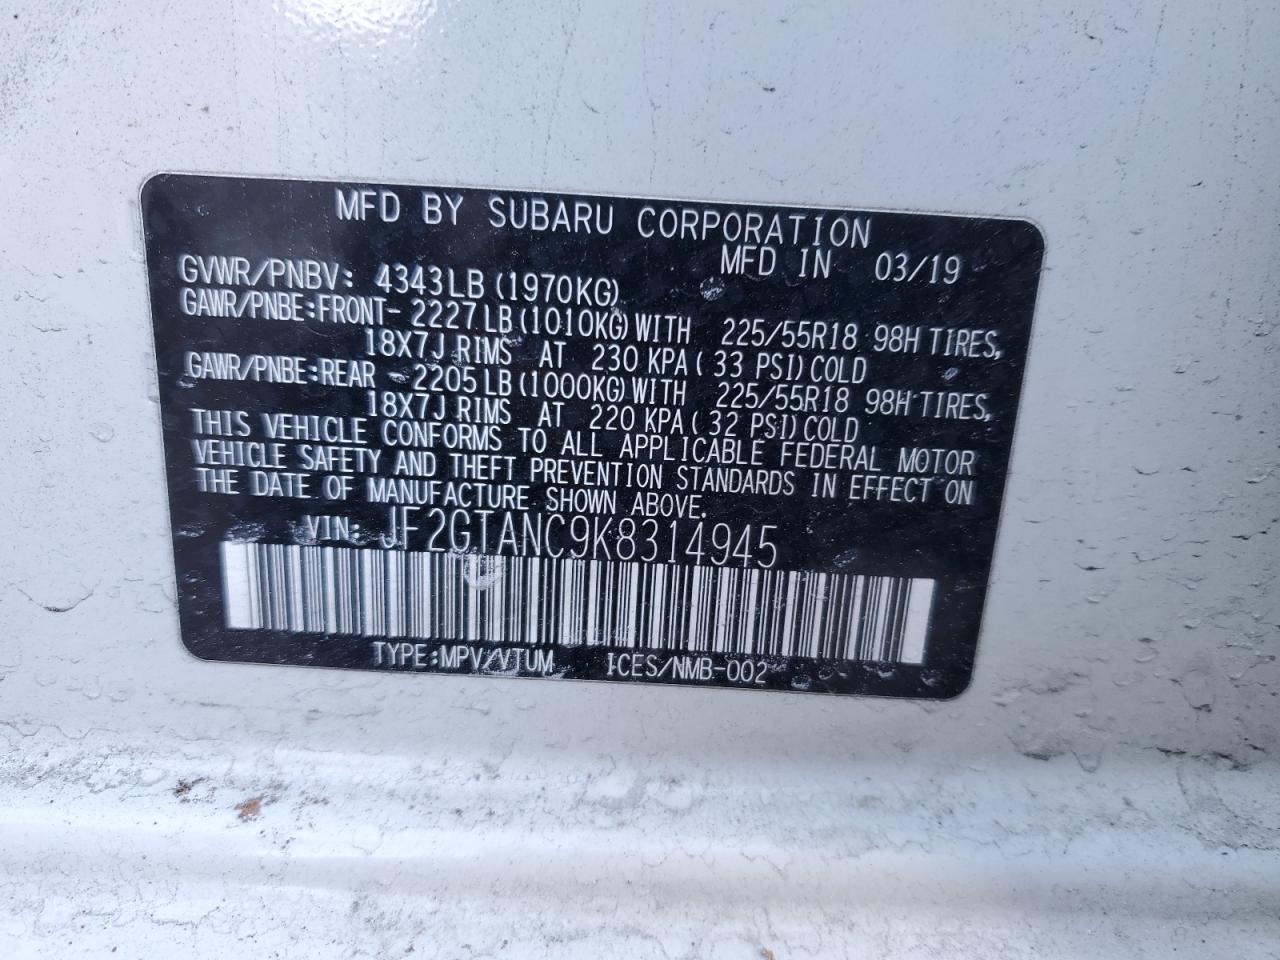 MFD BY SUBARU CORPORATION
MFD IN 03/19
GVWR/PNBV: 4343LB (1970KG)
GAWR/PNBE:FRONT- 2227LB(1010KG)WITH 225/55R18 98H TIRES,
18X7J RIMS AT 230 KPA( 33 PSI)COLD
GAWR/PNBE:REAR - 2205LB(1000KG)WITH 225/55R18 98H TIRES,
18X7J RIMS AT 220 KPA( 32 PSI)COLD
THIS VEHICLE CONFORMS TO ALL APPLICABLE FEDERAL MOTOR
VEHICLE SAFETY AND THEFT PREVENTION STANDARDS IN EFFECT ON
THE DATE OF MANUFACTURE SHOWN ABOVE.
VIN: JF2GTANC9K8314945
TYPE:MPV/VTUM ICES/NMB-002